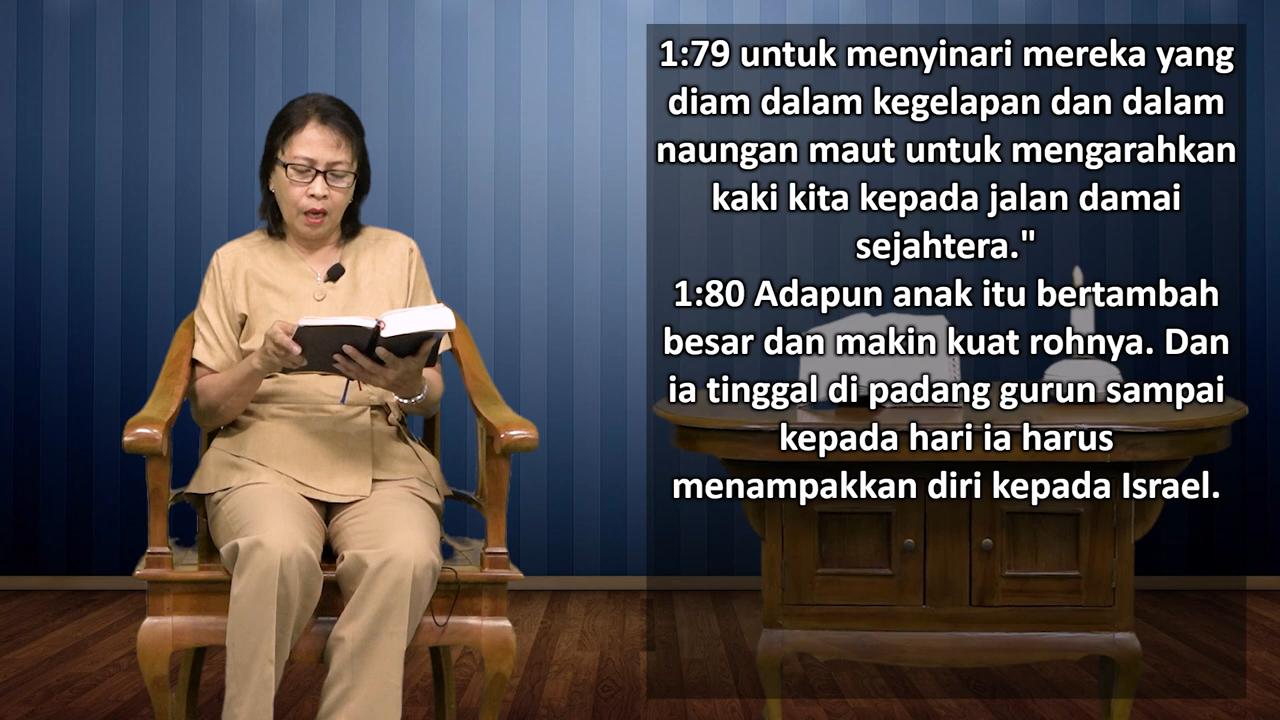 1:79 untuk menyinari mereka yang
diam dalam kegelapan dan dalam
naungan maut untuk mengarahkan
kaki kita kepada jalan damai
sejahtera."
1:80 Adapun anak itu bertambah
besar dan makin kuat rohnya. Dan
ia tinggal di padang gurun sampai
kepada hari ia harus
menampakkan diri kepada Israel.